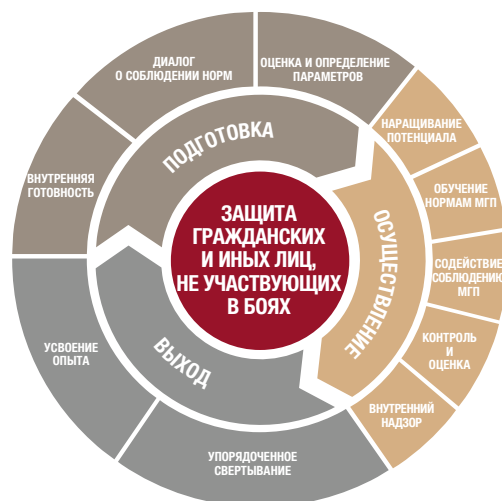 ДИАЛОГ
О СОБЛЮДЕНИИ НОРМ
ОЦЕНКА И ОПРЕДЕЛЕНИЕ
ПАРАМЕТРОВ
НАРАЩИВАНИЕ
ПОТЕНЦИАЛА
ВНУТРЕННЯЯ
ГОТОВНОСТЬ
ПОДГОТОВКА
ОБУЧЕНИЕ
НОРМАМ МГП
ЗАЩИТА
ГРАЖДАНСКИХ
И ИНЫХ ЛИЦ,
НЕ УЧАСТВУЮЩИХ
В БОЯХ
ОСУЩЕСТВЛЕНИЕ
СОДЕЙСТВИЕ
СОБЛЮДЕНИЮ
МГП
КОНТРОЛЬ
И
ОЦЕНКА
УСВОЕНИЕ
ОПЫТА
ВЫХОД
ВНУТРЕННИЙ
НАДЗОР
УПОРЯДОЧЕННОЕ
СВЕРТЫВАНИЕ